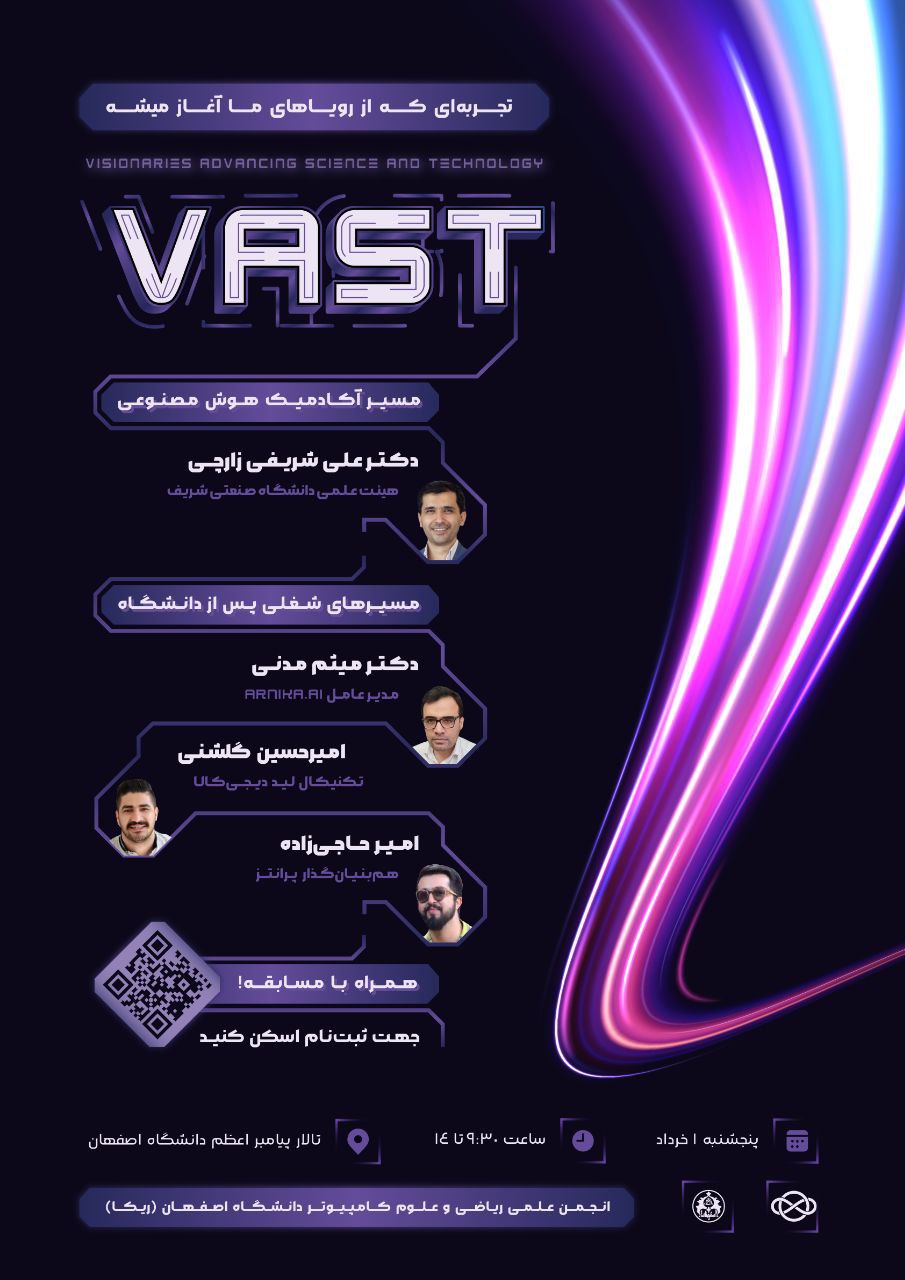 تجربه‌ای که از رویاهای ما آغاز میشه
VISIONARIES ADVANCING SCIENCE AND TECHNOLOGY
VAST
مسیر آکادمیک هوش مصنوعی
دکتر علی شریفی زارچی
هیئت علمی دانشگاه صنعتی شریف
مسیرهای شغلی پس از دانشگاه
دکتر میثم مدنی
مدیر عامل ARNIKA.AI
امیرحسین گلشنی
تکنیکال لید دیجی‌کالا
امیر حاجی‌زاده
هم‌بنیان‌گذار پرانتز
همراه با مسابقه!
جهت ثبت‌نام اسکن کنید
پنجشنبه ۱ خرداد
ساعت ۹:۳۰ تا ۱٤
تالار پیامبر اعظم دانشگاه اصفهان
انجمن علمی ریاضی و علوم کامپیوتر دانشگاه اصفهان (ریکا)